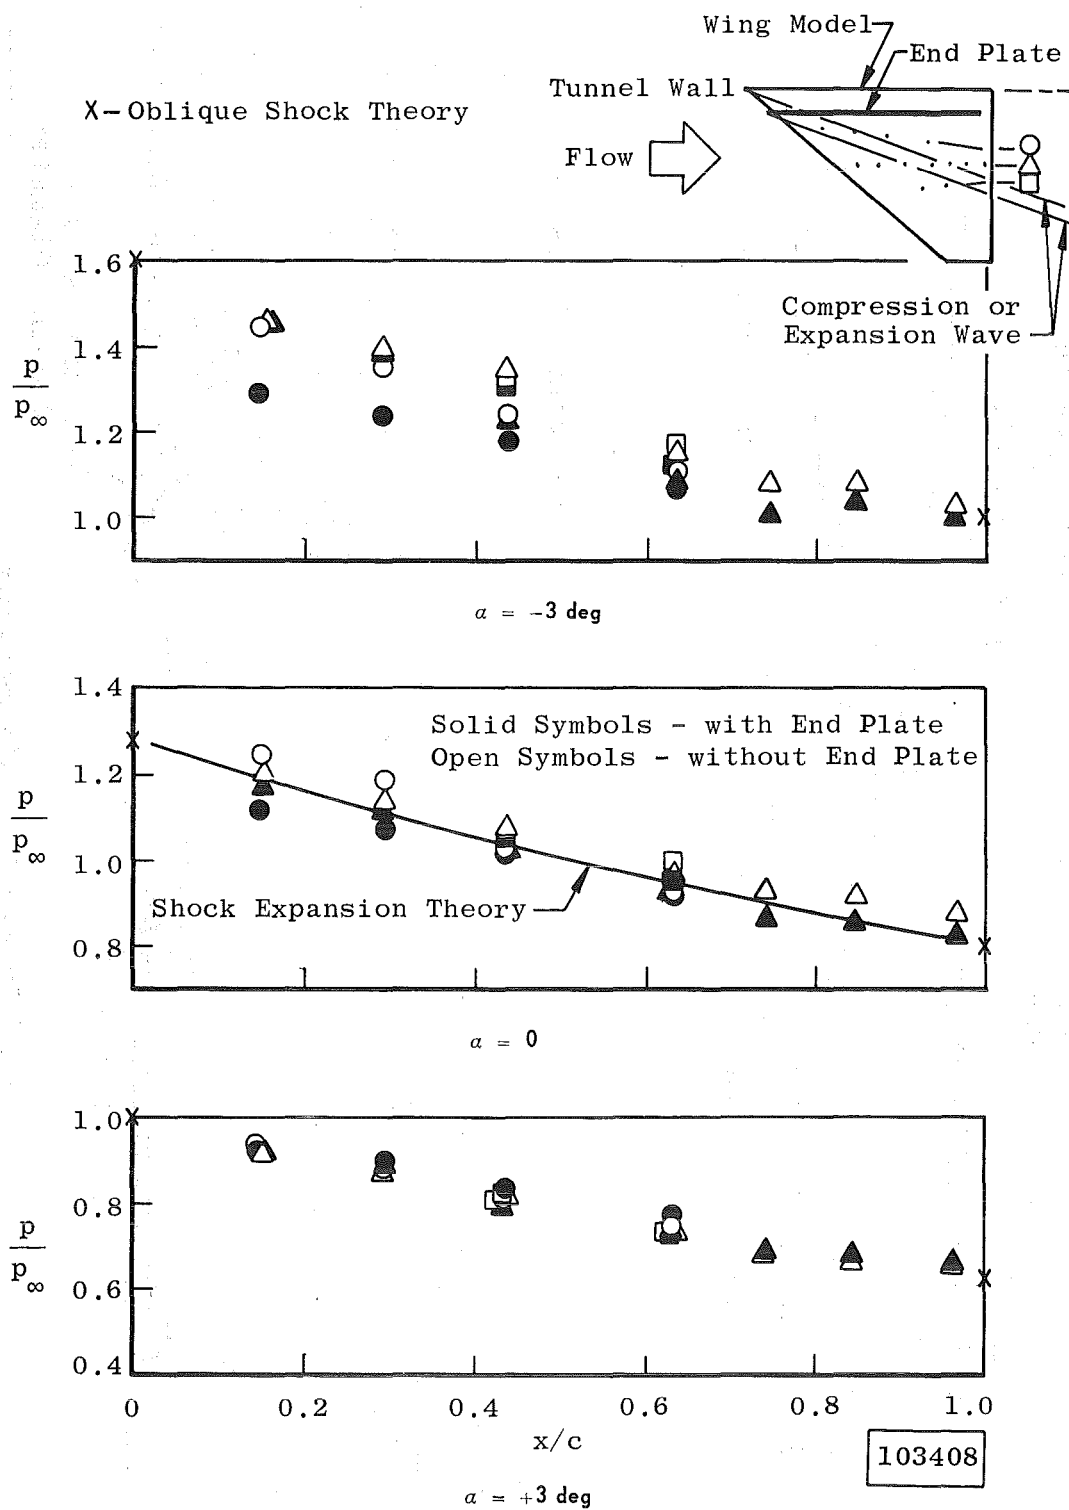 Wing Model
End Plate
Tunnel Wall
X-Oblique Shock Theory
Flow
Compression or
Expansion Wave
1.6
1.4
1.2
1.0
p
p∞
α = -3 deg
1.4
1.2
1.0
0.8
p
p∞
Solid Symbols - with End Plate
Open Symbols - without End Plate
Shock Expansion Theory
α = 0
1.0
0.8
0.6
0.4
p
p∞
0 0.2 0.4 0.6 0.8 1.0
x/c
103408
α = +3 deg